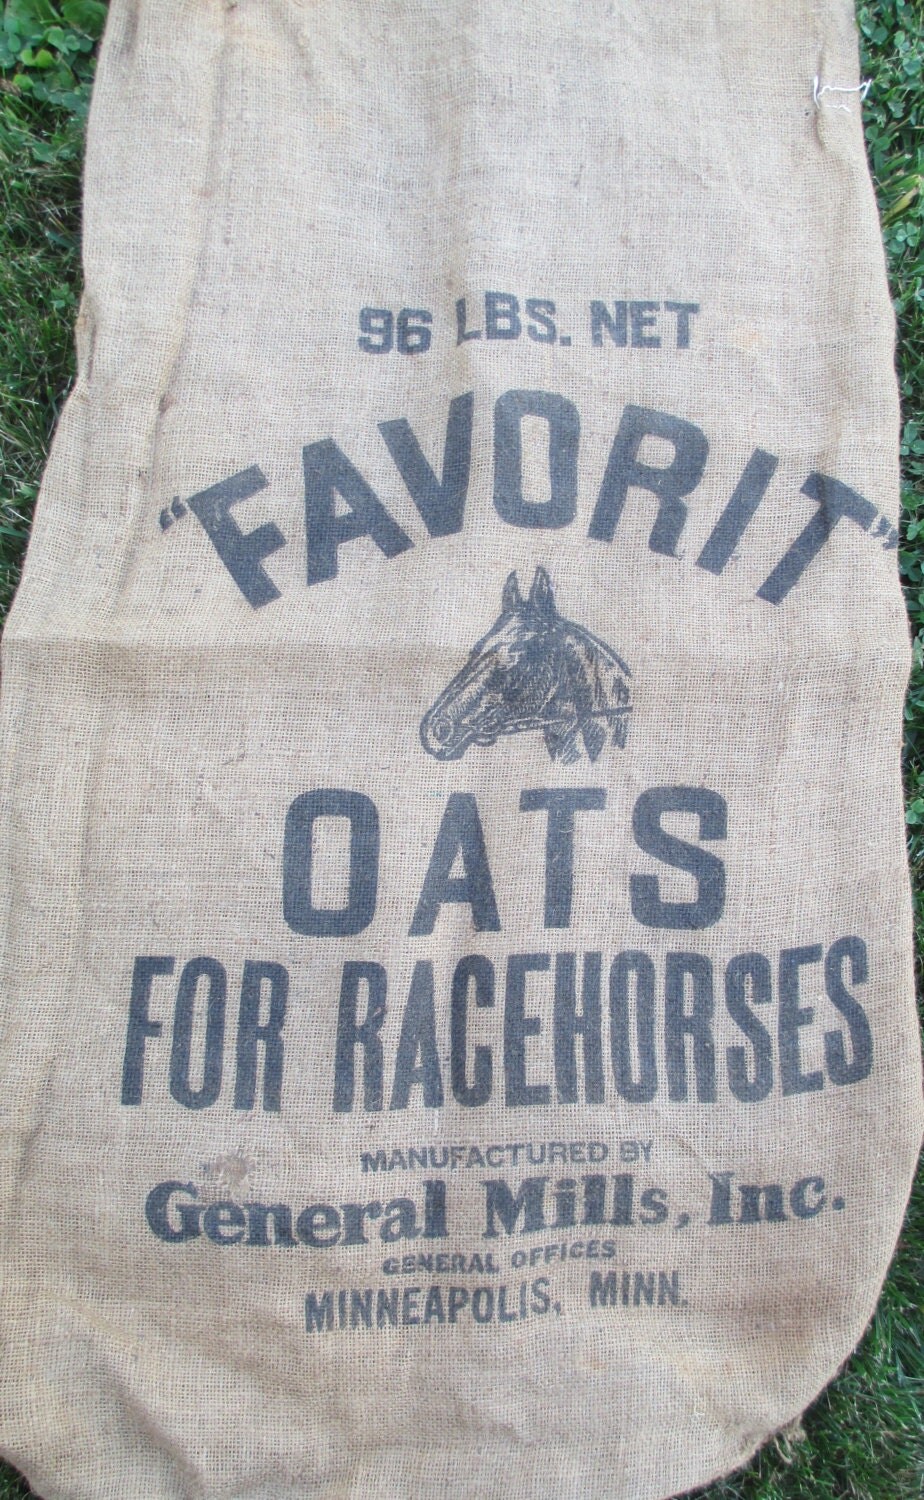 96 LBS. NET
"FAVORIT"
OATS
FOR RACEHORSES
MANUFACTURED BY
General Mills, Inc.
GENERAL OFFICES
MINNEAPOLIS, MINN.